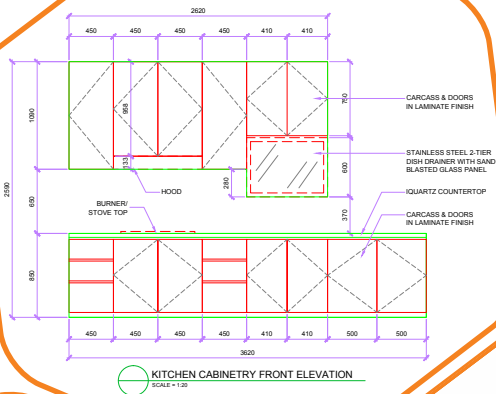 2620
450
450
450
450
410
410
2590
1090
650
850
958
133
280
750
600
370
CARCASS & DOORS
IN LAMINATE FINISH
STAINLESS STEEL 2-TIER
DISH DRAINER WITH SAND
BLASTED GLASS PANEL
HOOD
BURNER/
STOVE TOP
IQUARTZ COUNTERTOP
CARCASS & DOORS
IN LAMINATE FINISH
450
450
450
450
410
410
500
500
3620
KITCHEN CABINETRY FRONT ELEVATION
SCALE = 1:20